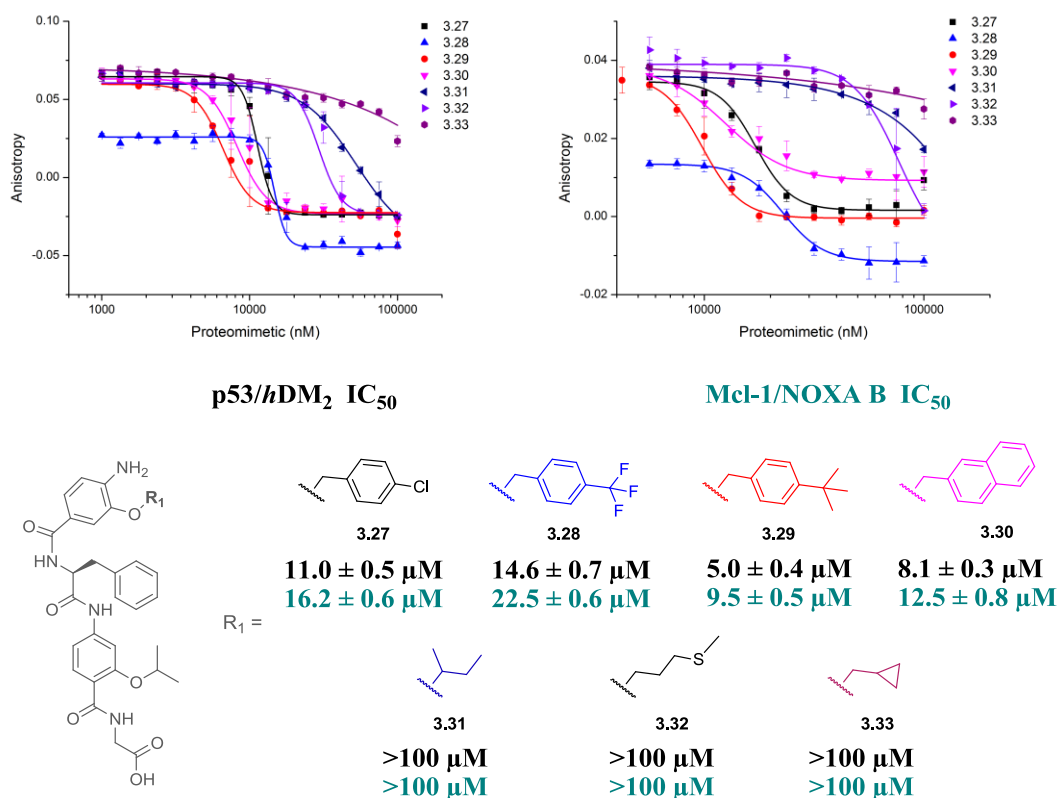 0.10
0.05
0.00
-0.05
Anisotropy
1000
10000
100000
Proteomimetic (nM)
3.27
3.28
3.29
3.30
3.31
3.32
3.33
0.04
0.02
0.00
-0.02
Anisotropy
10000
100000
Proteomimetic (nM)
3.27
3.28
3.29
3.30
3.31
3.32
3.33
p53/hDM2 IC50
Mcl-1/NOXA B IC50
NH2
R1
O
O
HN
O
NH
O
O
NH
O
OH
R1 =
Cl
F
F
F
3.27
3.28
3.29
3.30
11.0 ± 0.5 µM
14.6 ± 0.7 µM
5.0 ± 0.4 µM
8.1 ± 0.3 µM
16.2 ± 0.6 µM
22.5 ± 0.6 µM
9.5 ± 0.5 µM
12.5 ± 0.8 µM
S
3.31
3.32
3.33
>100 µM
>100 µM
>100 µM
>100 µM
>100 µM
>100 µM